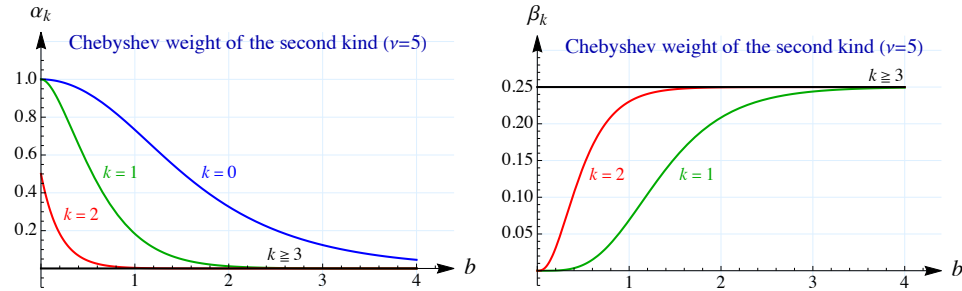 α_k
Chebyshev weight of the second kind (ν=5)
1.0
0.8
0.6
0.4
0.2
k = 1
k = 0
k = 2
k ≧ 3
1
2
3
4
b
β_k
Chebyshev weight of the second kind (ν=5)
k ≧ 3
0.25
0.20
0.15
0.10
0.05
k = 2
k = 1
1
2
3
4
b